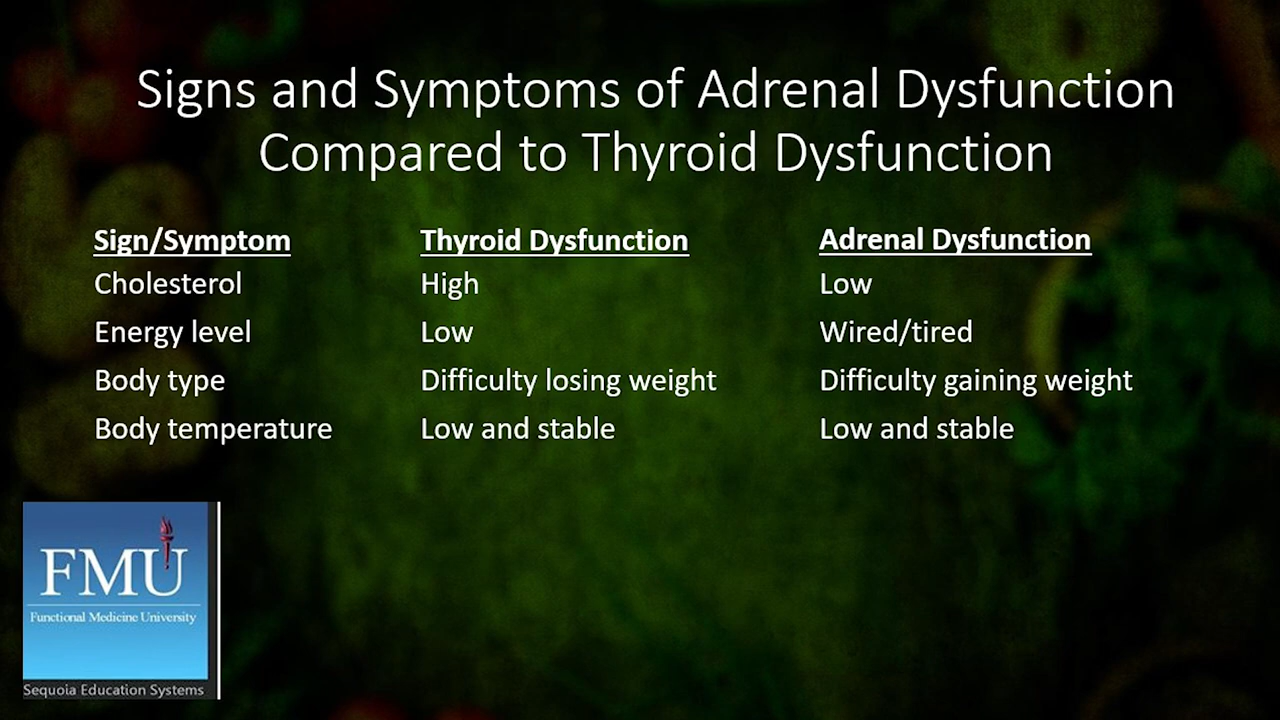 Signs and Symptoms of Adrenal Dysfunction
Compared to Thyroid Dysfunction
Sign/Symptom Thyroid Dysfunction Adrenal Dysfunction
Cholesterol High Low
Energy level Low Wired/tired
Body type Difficulty losing weight Difficulty gaining weight
Body temperature Low and stable Low and stable
FMU
Functional Medicine University
Sequoia Education Systems